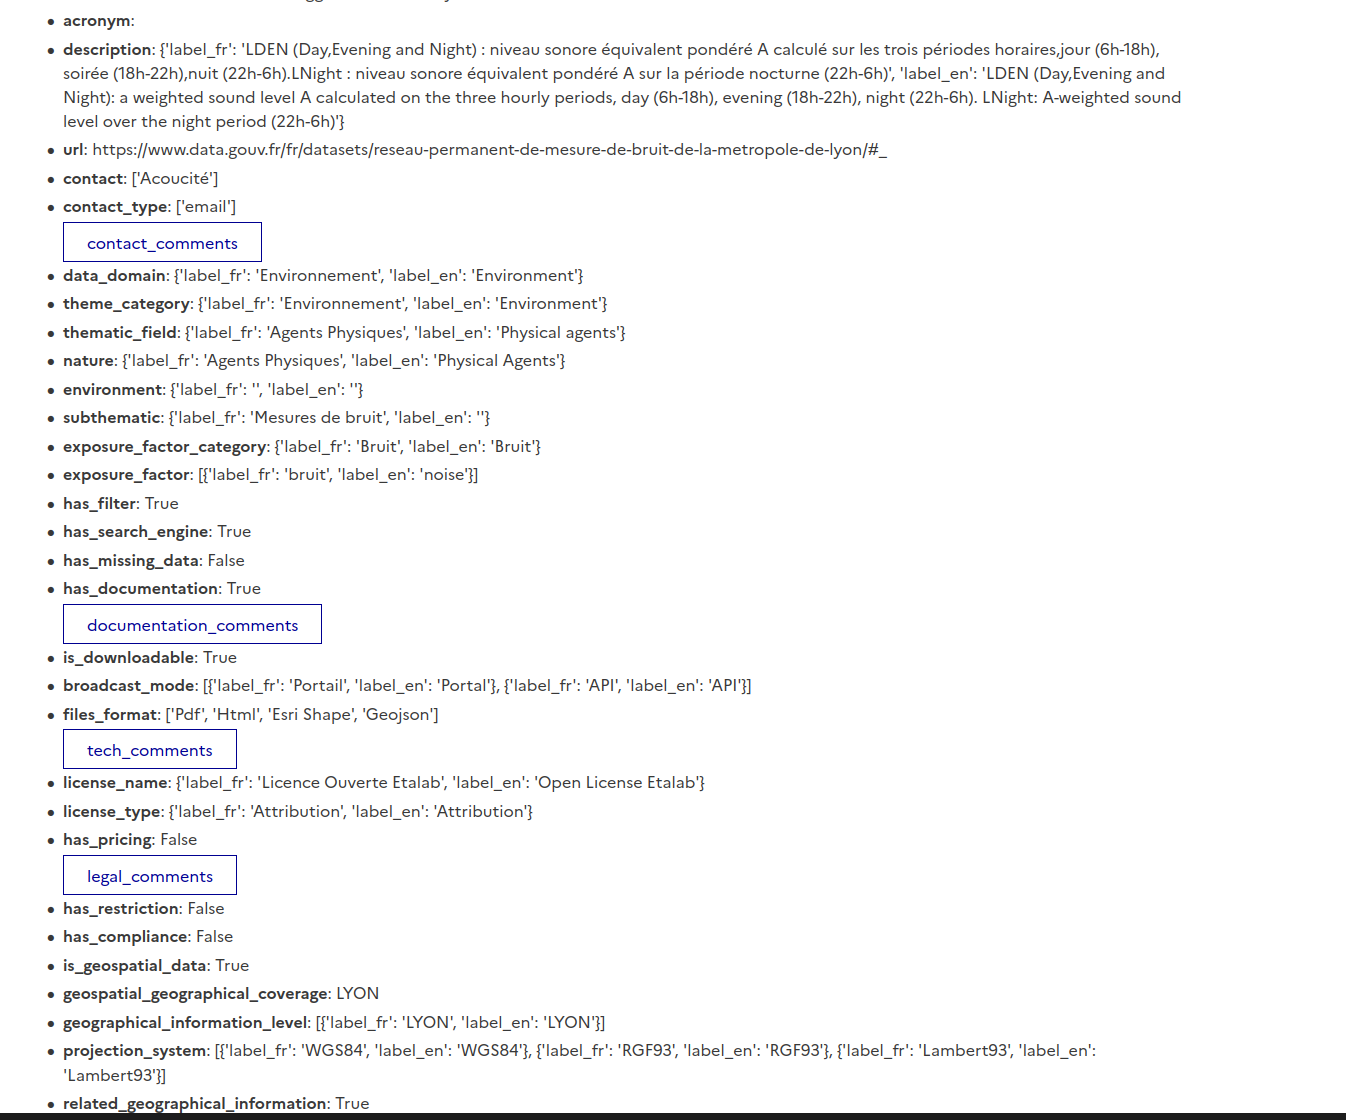 • acronym:
• description: {'label_fr': 'LDEN (Day,Evening and Night) : niveau sonore équivalent pondéré A calculé sur les trois périodes horaires,jour (6h-18h),
soirée (18h-22h),nuit (22h-6h).LNight : niveau sonore équivalent pondéré A sur la période nocturne (22h-6h)', 'label_en': 'LDEN (Day,Evening and
Night): a weighted sound level A calculated on the three hourly periods, day (6h-18h), evening (18h-22h), night (22h-6h). LNight: A-weighted sound
level over the night period (22h-6h)'}
• url: https://www.data.gouv.fr/fr/datasets/reseau-permanent-de-mesure-de-bruit-de-la-metropole-de-lyon/#_
• contact: ['Acoucité']
• contact_type: ['email']
contact_comments
• data_domain: {'label_fr': 'Environnement', 'label_en': 'Environment'}
• theme_category: {'label_fr': 'Environnement', 'label_en': 'Environment'}
• thematic_field: {'label_fr': 'Agents Physiques', 'label_en': 'Physical agents'}
• nature: {'label_fr': 'Agents Physiques', 'label_en': 'Physical Agents'}
• environment: {'label_fr': '', 'label_en': ''}
• subthematic: {'label_fr': 'Mesures de bruit', 'label_en': ''}
• exposure_factor_category: {'label_fr': 'Bruit', 'label_en': 'Bruit'}
• exposure_factor: [{'label_fr': 'bruit', 'label_en': 'noise'}]
• has_filter: True
• has_search_engine: True
• has_missing_data: False
• has_documentation: True
documentation_comments
• is_downloadable: True
• broadcast_mode: [{'label_fr': 'Portail', 'label_en': 'Portal'}, {'label_fr': 'API', 'label_en': 'API'}]
• files_format: ['Pdf', 'Html', 'Esri Shape', 'Geojson']
tech_comments
• license_name: {'label_fr': 'Licence Ouverte Etalab', 'label_en': 'Open License Etalab'}
• license_type: {'label_fr': 'Attribution', 'label_en': 'Attribution'}
• has_pricing: False
legal_comments
• has_restriction: False
• has_compliance: False
• is_geospatial_data: True
• geospatial_geographical_coverage: LYON
• geographical_information_level: [{'label_fr': 'LYON', 'label_en': 'LYON'}]
• projection_system: [{'label_fr': 'WGS84', 'label_en': 'WGS84'}, {'label_fr': 'RGF93', 'label_en': 'RGF93'}, {'label_fr': 'Lambert93', 'label_en':
'Lambert93'}]
• related_geographical_information: True